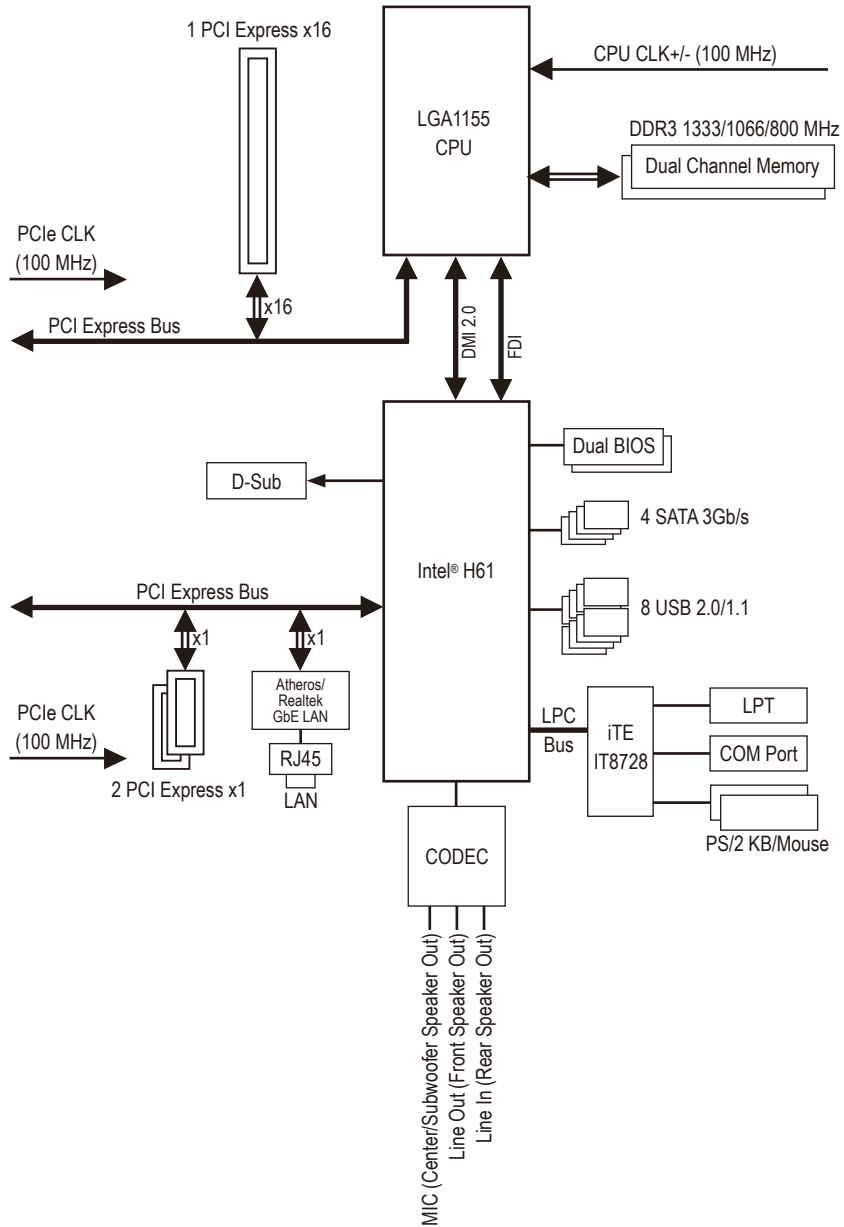 1 PCI Express x16
CPU CLK+/- (100 MHz)
LGA1155
CPU
DDR3 1333/1066/800 MHz
Dual Channel Memory
PCIe CLK
(100 MHz)
x16
PCI Express Bus
DMI 2.0
FDI
Dual BIOS
D-Sub
4 SATA 3Gb/s
Intel® H61
PCI Express Bus
8 USB 2.0/1.1
x1
x1
Atheros/
Realtek
GbE LAN
PCIe CLK
(100 MHz)
RJ45
LAN
2 PCI Express x1
LPC
Bus
iTE
IT8728
LPT
COM Port
PS/2 KB/Mouse
CODEC
MIC (Center/Subwoofer Speaker Out)
Line Out (Front Speaker Out)
Line In (Rear Speaker Out)